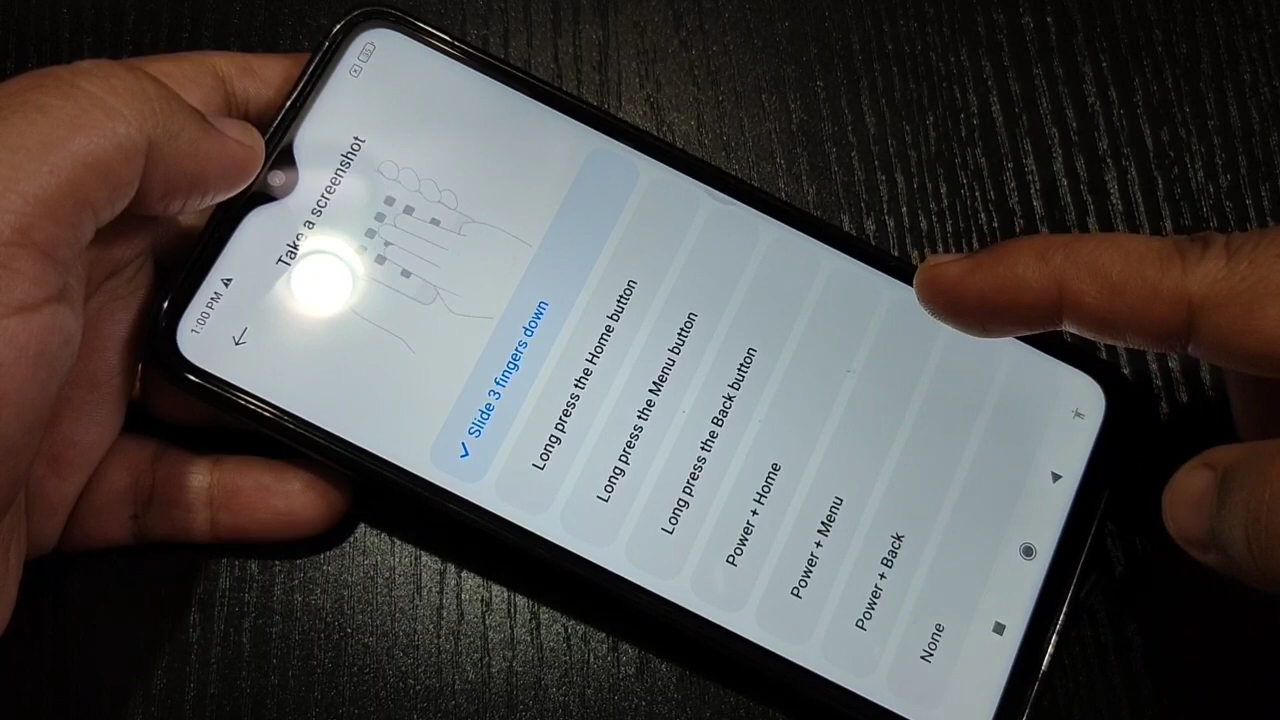 1:00 PM
Take a screenshot
Slide 3 fingers down
Long press the Home button
Long press the Menu button
Long press the Back button
Power + Home
Power + Menu
Power + Back
None